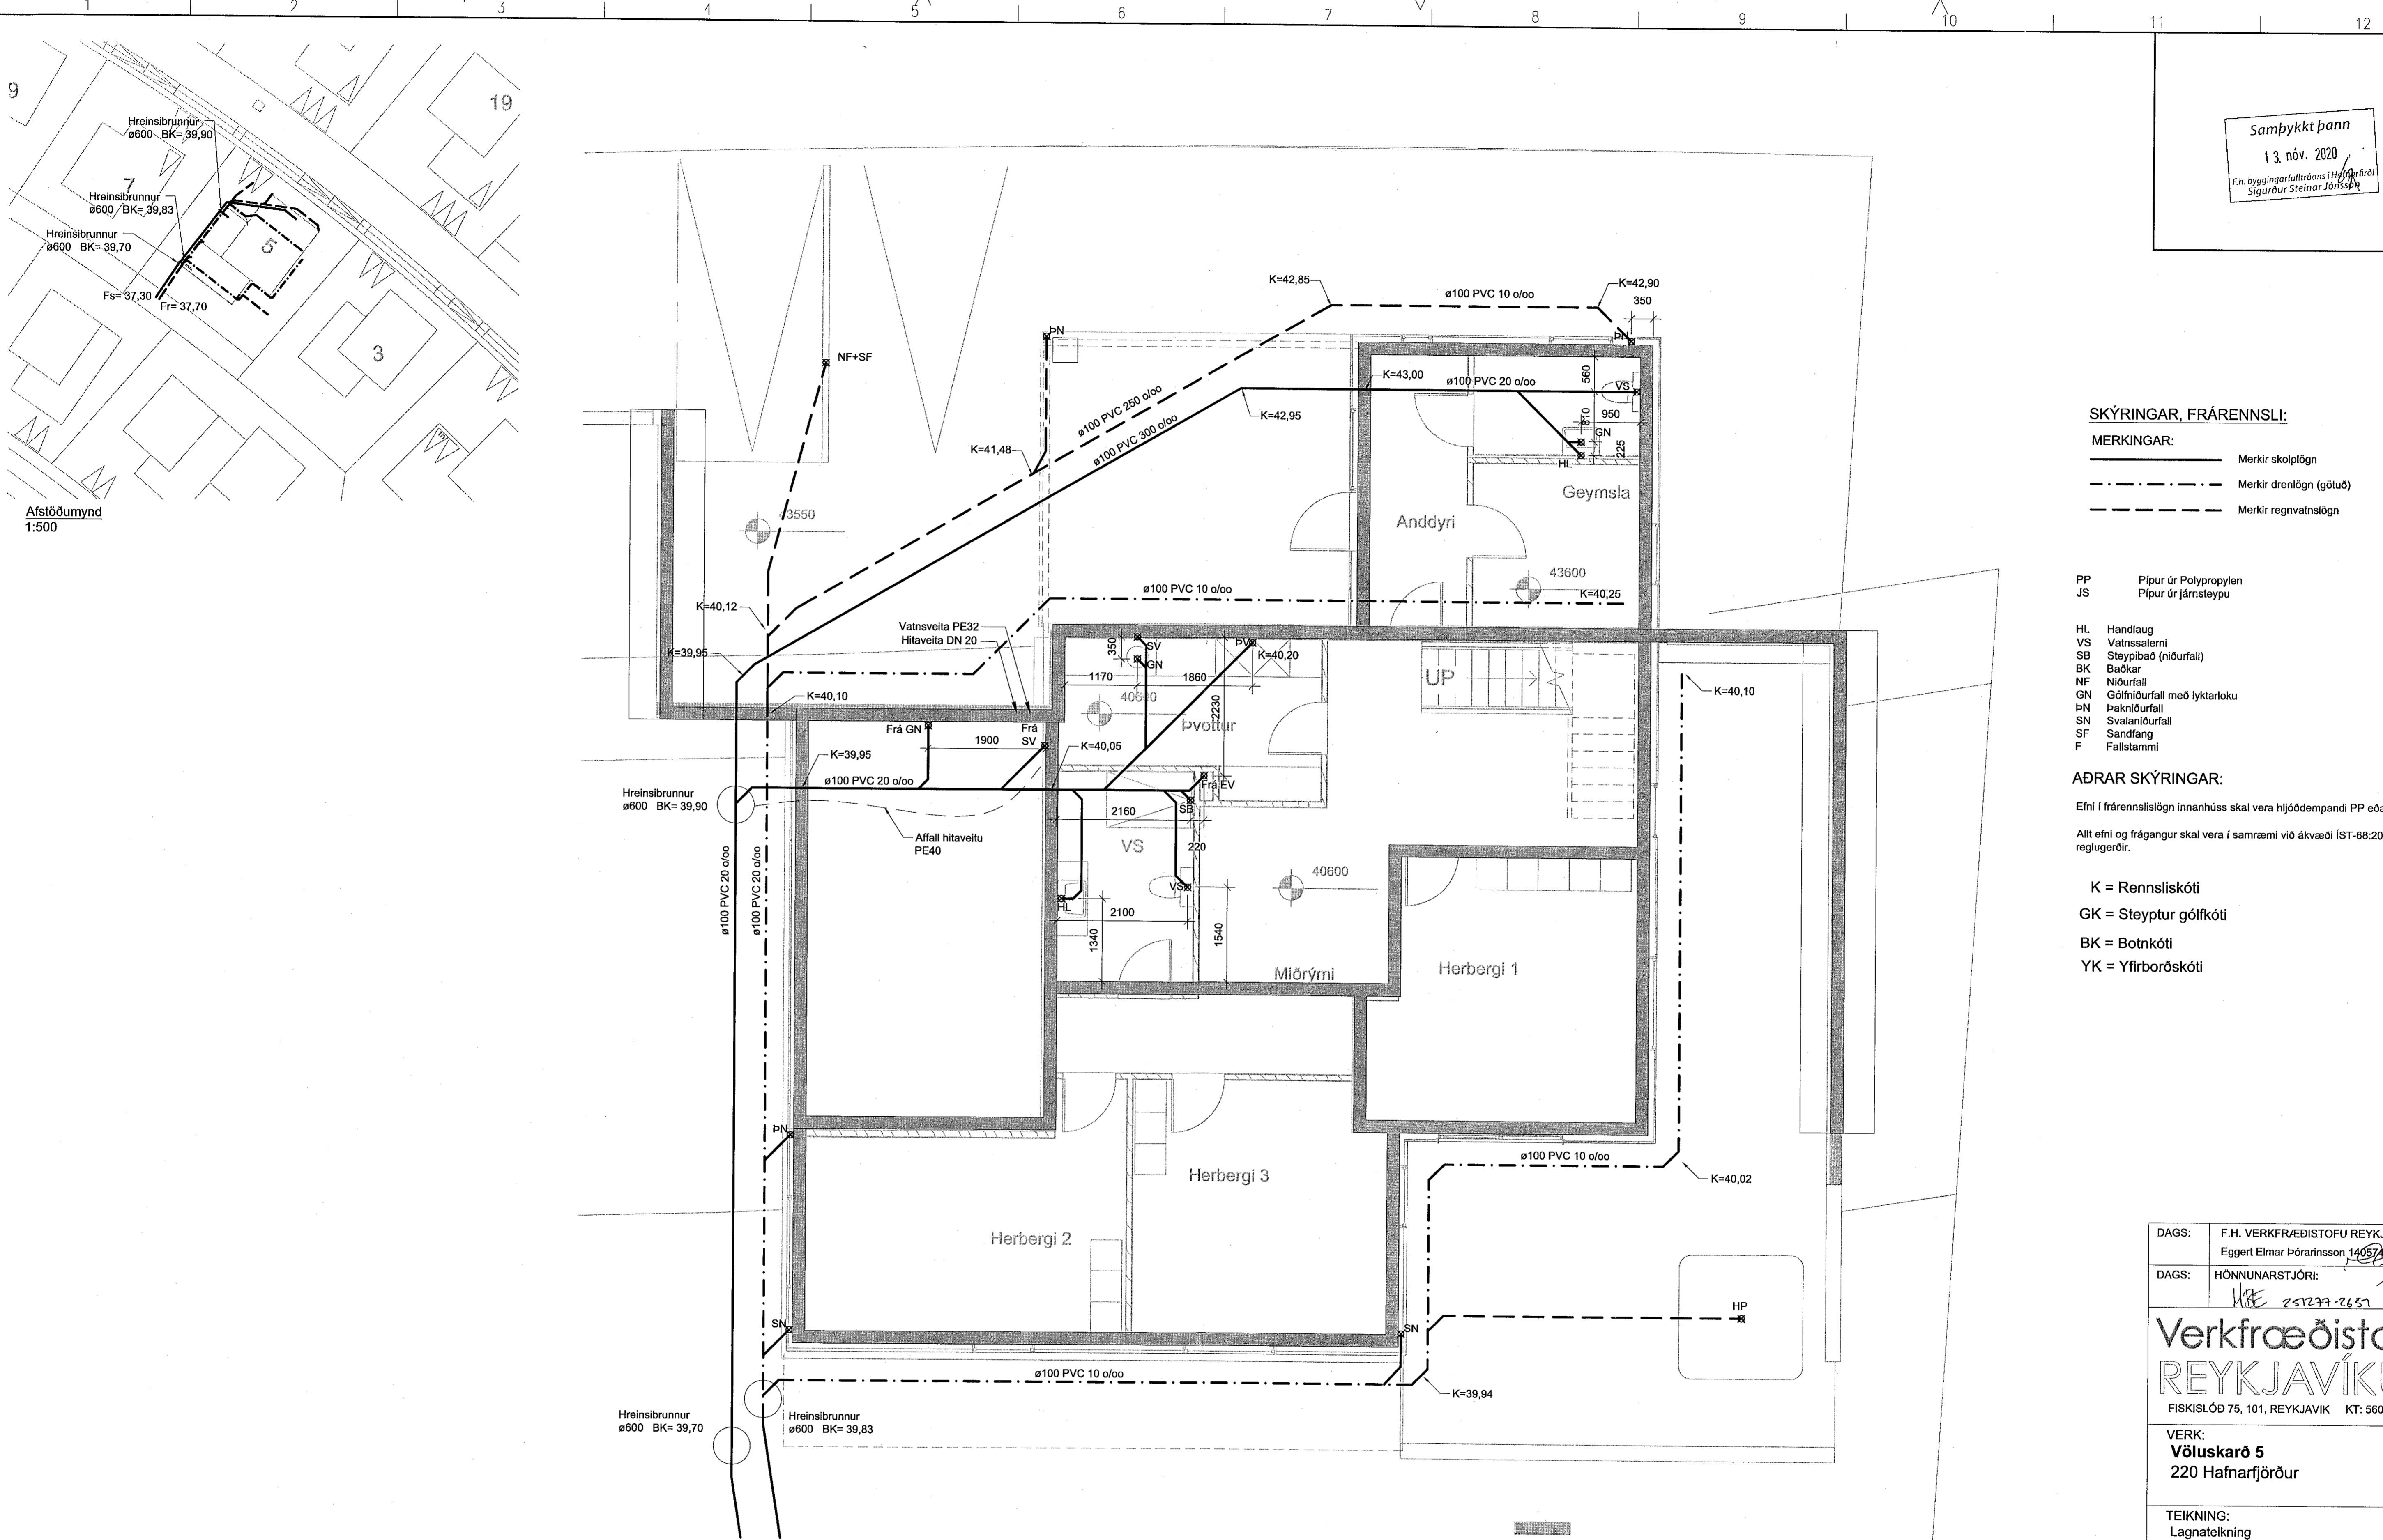 1 2 3 4 5 6 7 8 9 10 11 12
9
19
7
5
3
Hreinsibrunnur
ø600 BK= 39,90
Hreinsibrunnur
ø600 BK= 39,83
Hreinsibrunnur
ø600 BK= 39,70
Fs= 37,30
Fr= 37,70
Afstöðumynd
1:500
Samþykkt þann
13. nóv. 2020
F.h. byggingarfulltrúans í Hafnarfirði
Sigurður Steinar Jónsson
K=42,85
ø100 PVC 10 o/oo
K=42,90
350
ÞN
ÞN
NF+SF
K=43,00
ø100 PVC 20 o/oo
560
VS
810
950
GN
225
HL
K=42,95
ø100 PVC 250 o/oo
ø100 PVC 300 o/oo
K=41,48
Geymsla
Anddyri
43550
43600
K=40,25
ø100 PVC 10 o/oo
K=40,12
Vatnsveita PE32
Hitaveita DN 20
K=39,95
350
SV
GN
ÞV
K=40,20
1170
1860
UP
K=40,10
K=40,10
40600
2230
Þvottur
Frá GN
Frá
SV
1900
K=40,05
K=39,95
ø100 PVC 20 o/oo
Frá EV
Hreinsibrunnur
ø600 BK= 39,90
SB
2160
Affall hitaveitu
PE40
VS
220
40600
VS
HL
2100
1340
1540
ø100 PVC 20 o/oo
ø100 PVC 20 o/oo
Miðrými
Herbergi 1
ÞN
ø100 PVC 10 o/oo
K=40,02
Herbergi 3
Herbergi 2
HP
SN
SN
ø100 PVC 10 o/oo
K=39,94
Hreinsibrunnur
ø600 BK= 39,70
Hreinsibrunnur
ø600 BK= 39,83
SKÝRINGAR, FRÁRENNSLI:
MERKINGAR:
Merkir skolplögn
Merkir drenlögn (götuð)
Merkir regnvatnslögn
PP Pípur úr Polypropylen
JS Pípur úr járnsteypu
HL Handlaug
VS Vatnssalerni
SB Steypibað (niðurfall)
BK Baðkar
NF Niðurfall
GN Gólfniðurfall með lyktarloku
ÞN Þakniðurfall
SN Svalaniðurfall
SF Sandfang
F Fallstammi
AÐRAR SKÝRINGAR:
Efni í frárennslislögn innanhúss skal vera hljóðdempandi PP eða
Allt efni og frágangur skal vera í samræmi við ákvæði ÍST-68:20
reglugerðir.
K = Rennsliskóti
GK = Steyptur gólfkóti
BK = Botnkóti
YK = Yfirborðskóti
DAGS: F.H. VERKFRÆÐISTOFU REYKJ
Eggert Elmar Þórarinsson 140574
DAGS: HÖNNUNARSTJÓRI:
251277-2651
Verkfræðisto
REYKJAVÍKU
FISKISLÓÐ 75, 101, REYKJAVIK KT: 560
VERK:
Völuskarð 5
220 Hafnarfjörður
TEIKNING:
Lagnateikning